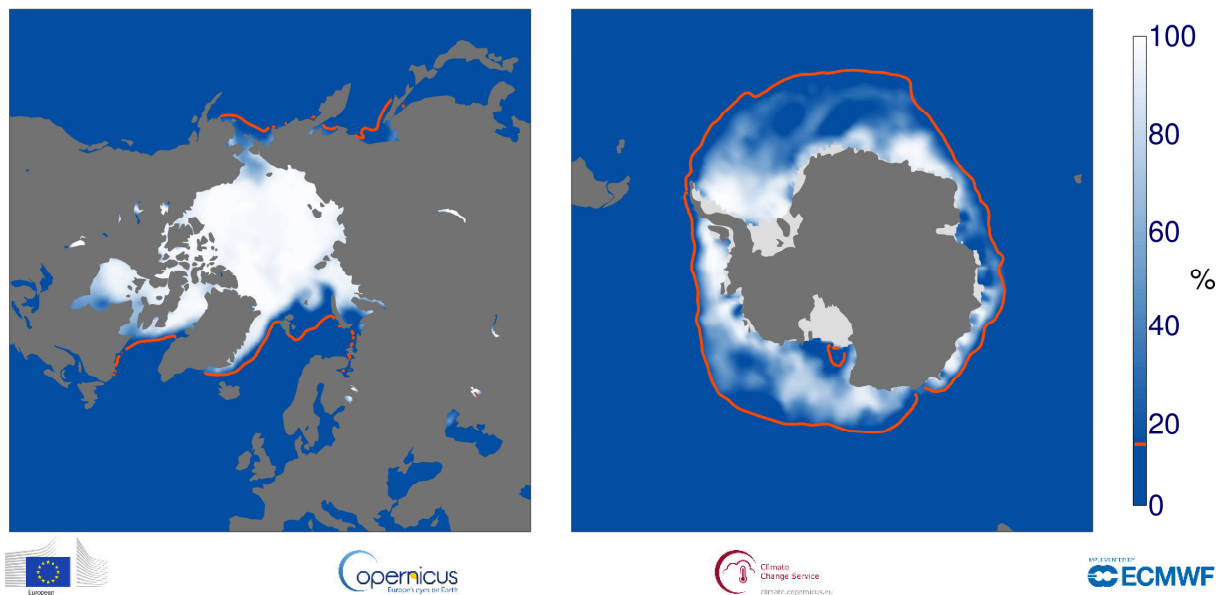 100
80
60
%
40
20
0
European
opernicus
Europe's eyes on Earth
Climate
Change Service
climate.copernicus.eu
IMPLEMENTED BY
ECMWF